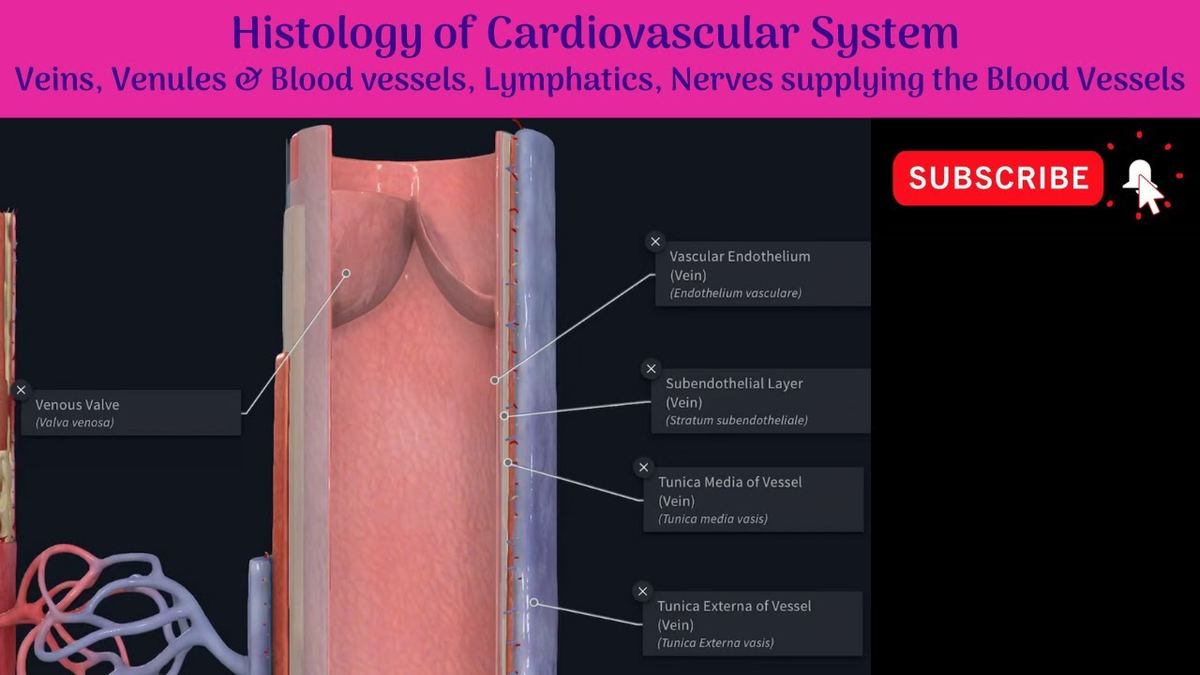 Histology of Cardiovascular System
Veins, Venules & Blood vessels, Lymphatics, Nerves supplying the Blood Vessels
SUBSCRIBE
Vascular Endothelium
(Vein)
(Endothelium vasculare)
Subendothelial Layer
(Vein)
(Stratum subendotheliale)
Venous Valve
(Valva venosa)
Tunica Media of Vessel
(Vein)
(Tunica media vasis)
Tunica Externa of Vessel
(Vein)
(Tunica Externa vasis)